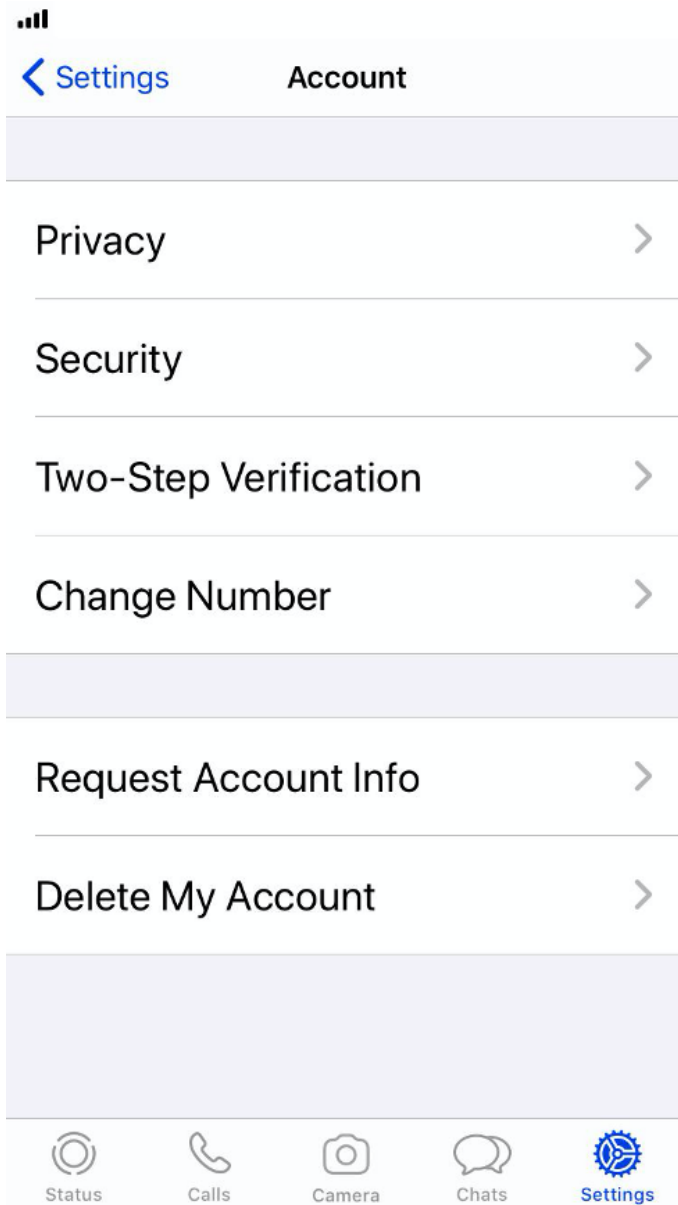 Settings
Account
Privacy
Security
Two-Step Verification
Change Number
Request Account Info
Delete My Account
Status
Calls
Camera
Chats
Settings